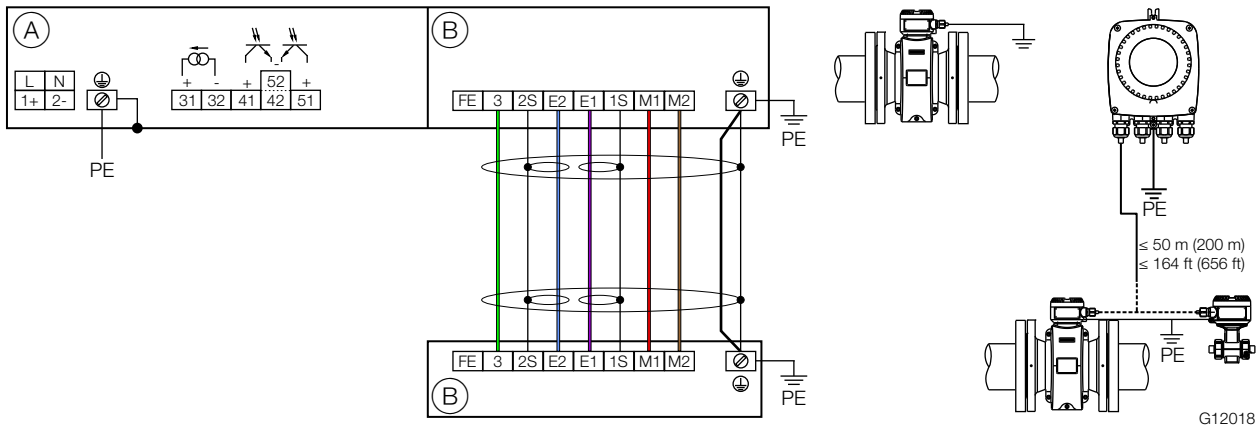 A
B
L N
1+ 2-
+ - + - +
52
31 32 41 42 51
PE
FE 3 2S E2 E1 1S M1 M2
PE
FE 3 2S E2 E1 1S M1 M2
PE
B
PE
≤ 50 m (200 m)
≤ 164 ft (656 ft)
PE
G12018